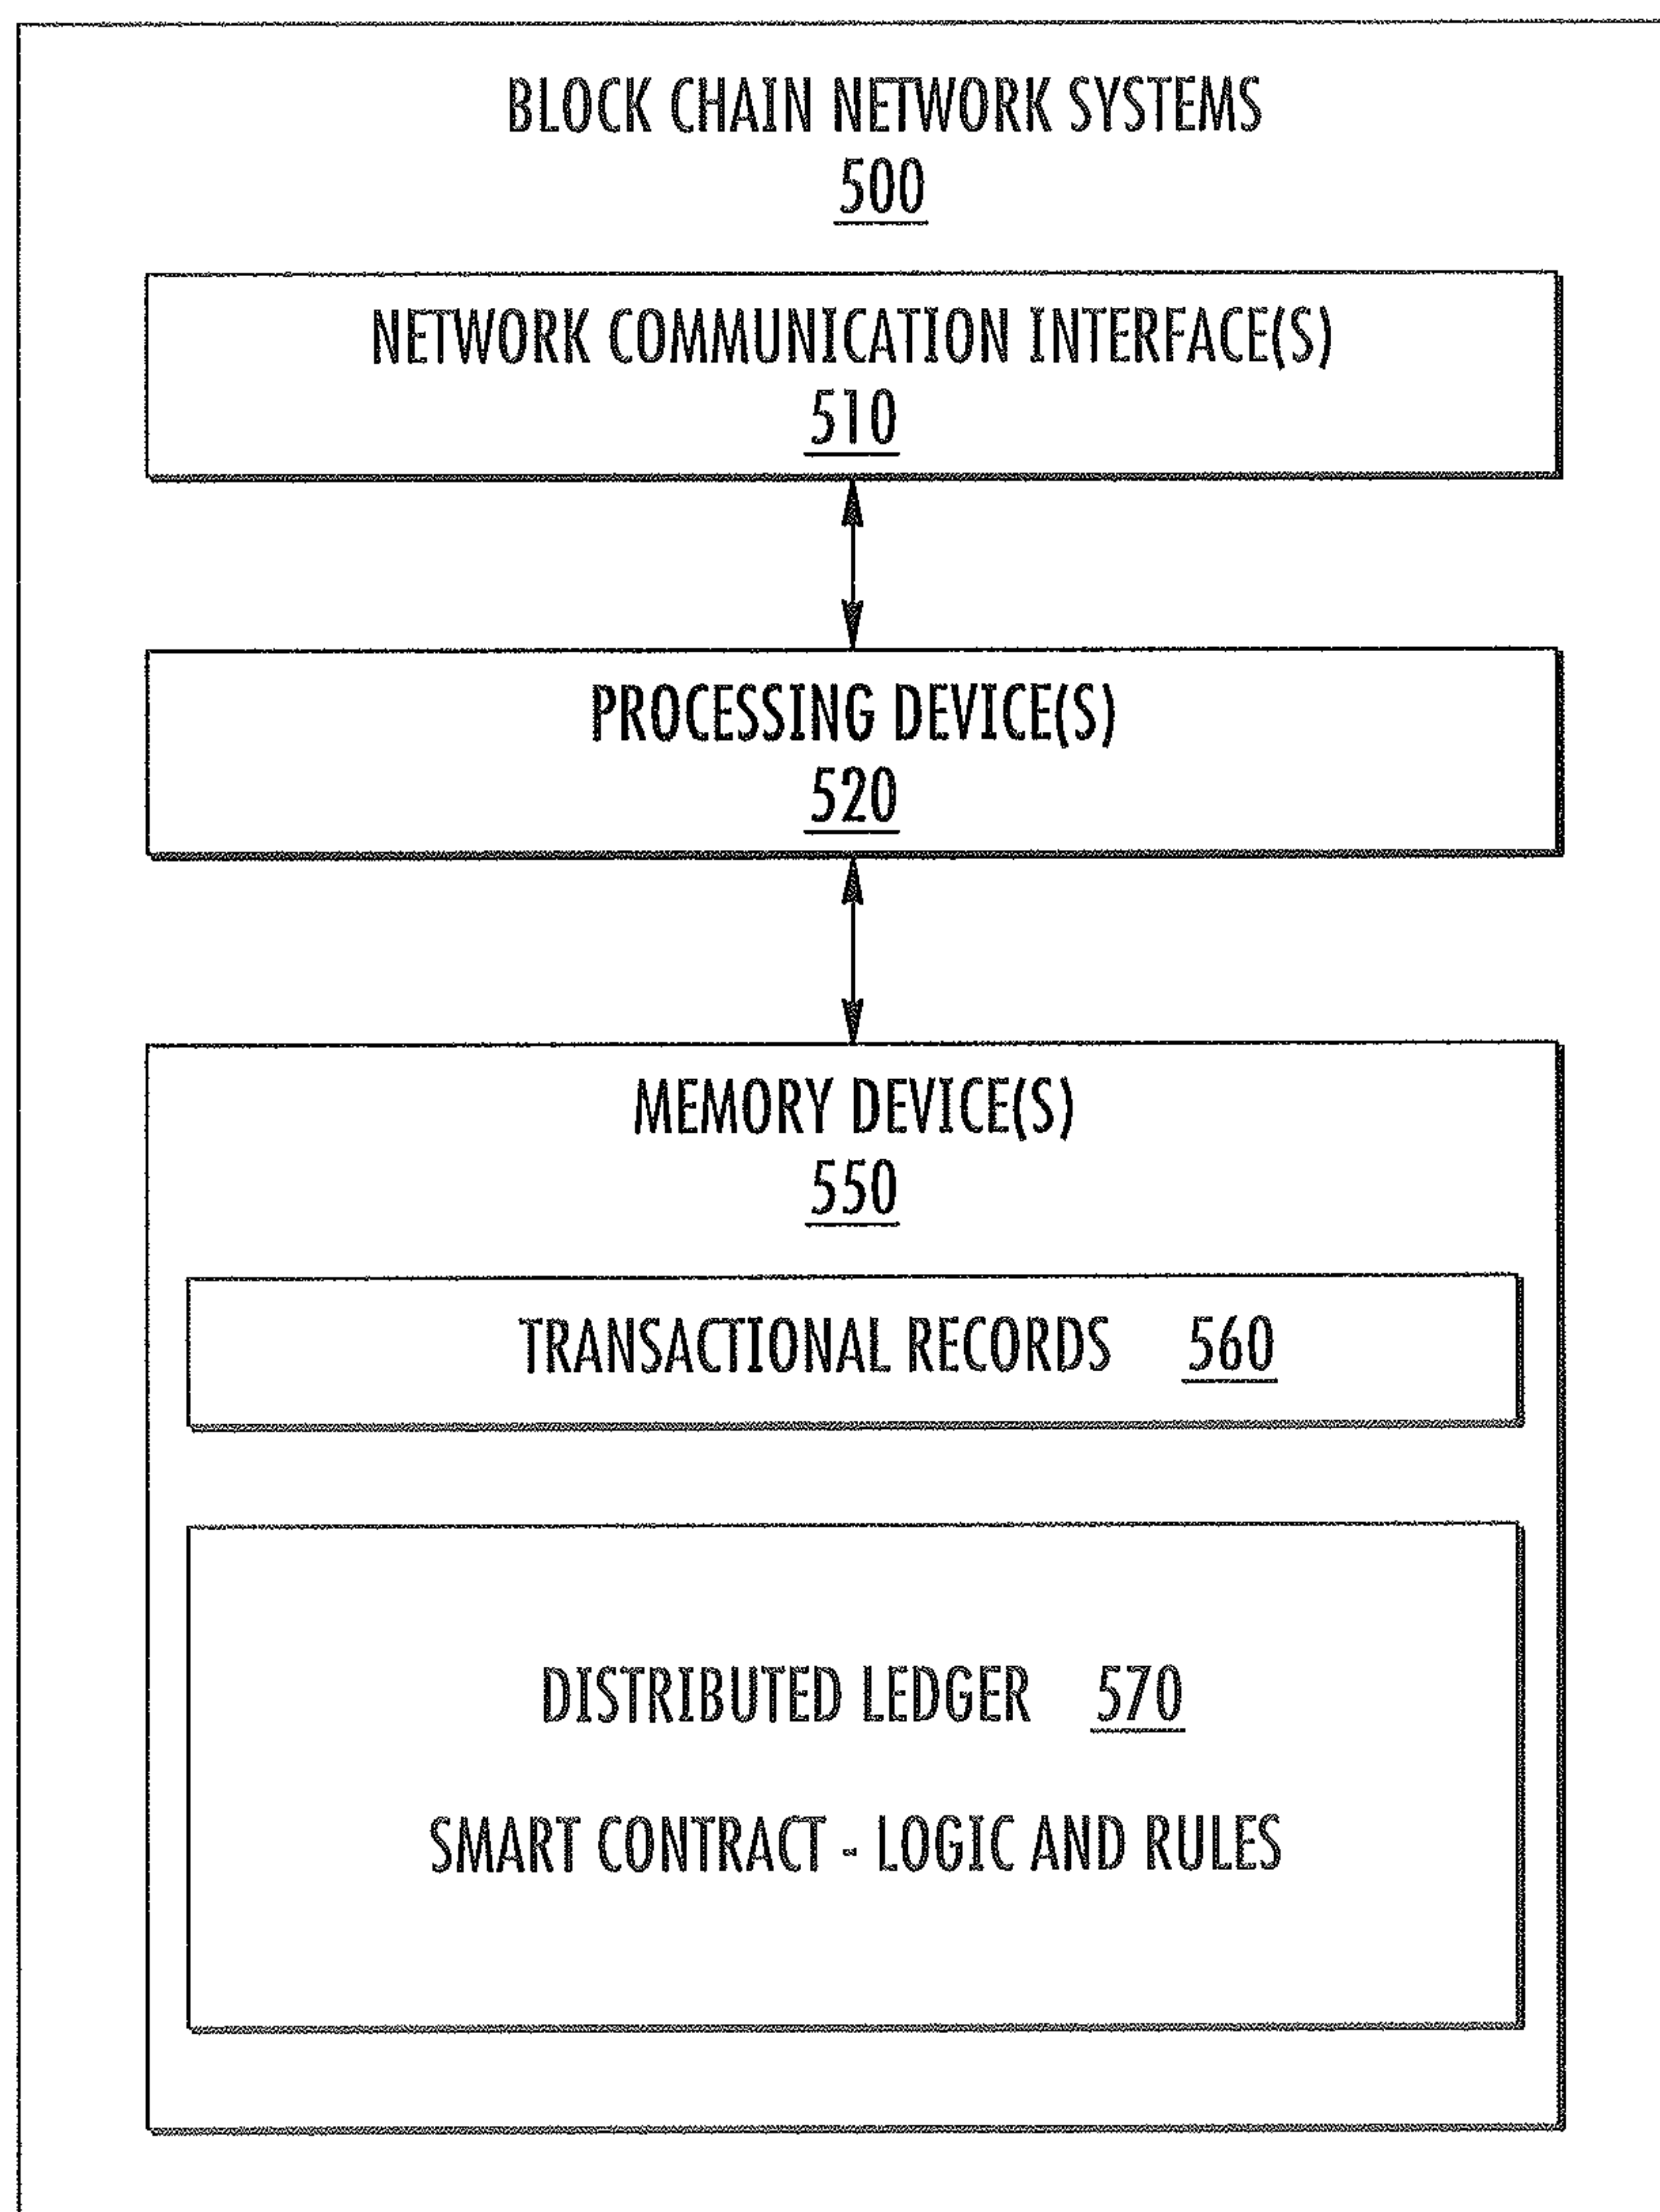 BLOCK CHAIN NETWORK SYSTEMS
500
NETWORK COMMUNICATION INTERFACE(S)
510
PROCESSING DEVICE(S)
520
MEMORY DEVICE(S)
550
TRANSACTIONAL RECORDS 560
DISTRIBUTED LEDGER 570
SMART CONTRACT - LOGIC AND RULES